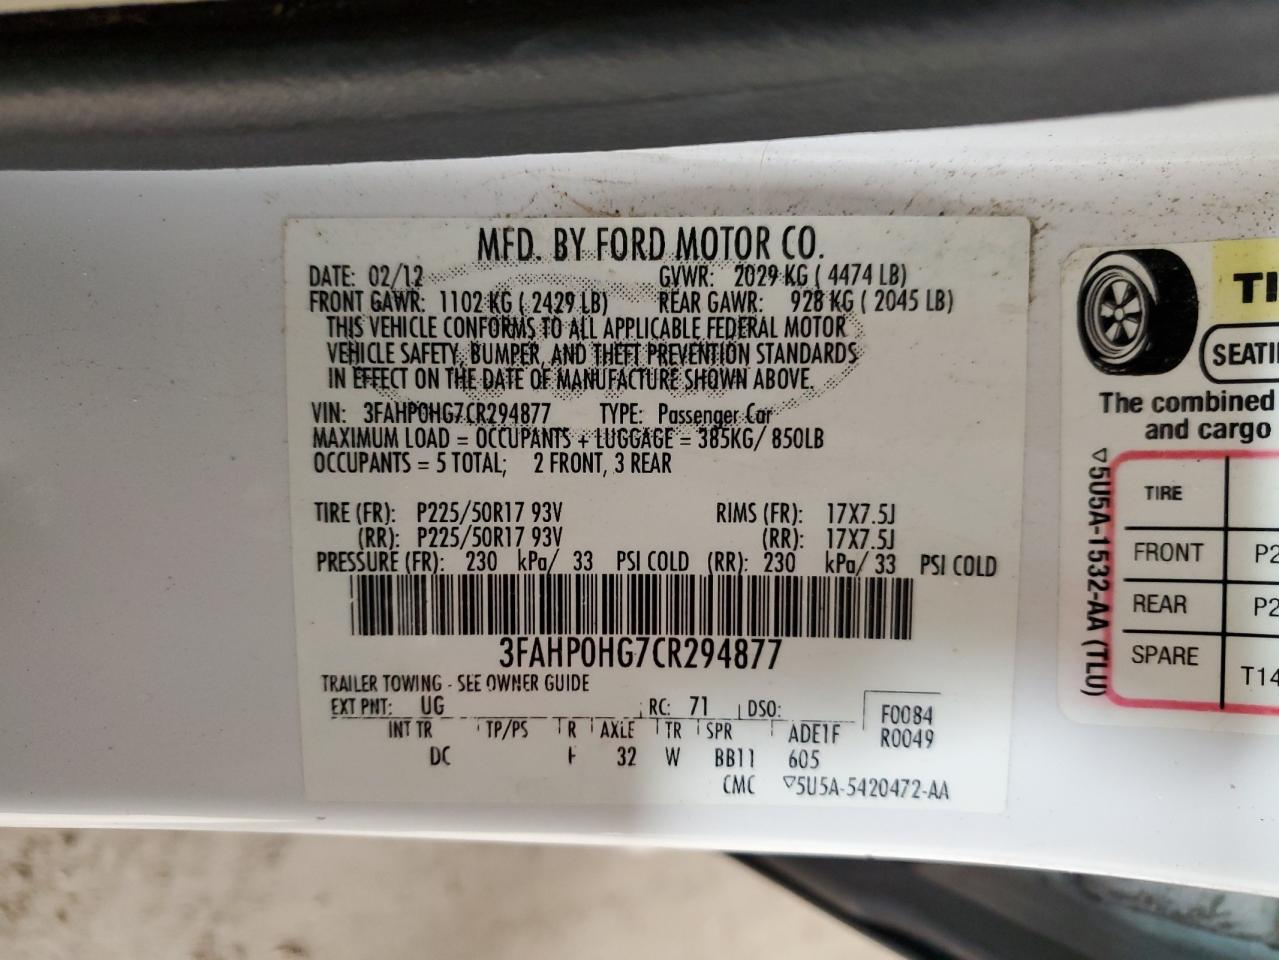 MFD. BY FORD MOTOR CO.
DATE: 02/12 GVWR: 2029 KG ( 4474 LB)
FRONT GAWR: 1102 KG ( 2429 LB) REAR GAWR: 928 KG ( 2045 LB)
THIS VEHICLE CONFORMS TO ALL APPLICABLE FEDERAL MOTOR
VEHICLE SAFETY, BUMPER, AND THEFT PREVENTION STANDARDS
IN EFFECT ON THE DATE OF MANUFACTURE SHOWN ABOVE.
VIN: 3FAHP0HG7CR294877 TYPE: Passenger Car
MAXIMUM LOAD = OCCUPANTS + LUGGAGE = 385KG/ 850LB
OCCUPANTS = 5 TOTAL; 2 FRONT, 3 REAR
TIRE (FR): P225/50R17 93V RIMS (FR): 17X7.5J
(RR): P225/50R17 93V (RR): 17X7.5J
PRESSURE (FR): 230 kPa/ 33 PSI COLD (RR): 230 kPa/ 33 PSI COLD
3FAHP0HG7CR294877
TRAILER TOWING - SEE OWNER GUIDE
EXT PNT: UG RC: 71 DSO: F0084
INT TR TP/PS R AXLE TR SPR ADE1F R0049
DC 32 W BB11 605
CMC ▽5U5A-5420472-AA
TI
SEATI
The combined
and cargo
▽5U5A-1532-AA (TLU)
TIRE
FRONT P2
REAR P2
SPARE T14